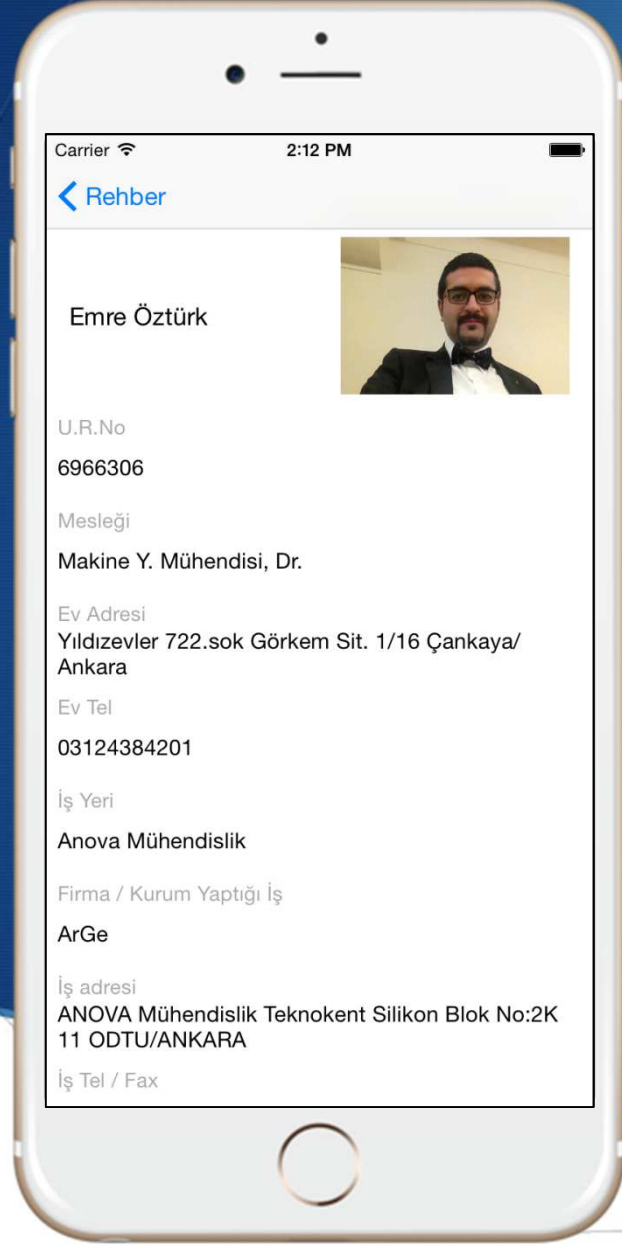 Carrier 2:12 PM
Rehber
Emre Öztürk
U.R.No
6966306
Mesleği
Makine Y. Mühendisi, Dr.
Ev Adresi
Yıldızevler 722.sok Görkem Sit. 1/16 Çankaya/
Ankara
Ev Tel
03124384201
İş Yeri
Anova Mühendislik
Firma / Kurum Yaptığı İş
ArGe
İş adresi
ANOVA Mühendislik Teknokent Silikon Blok No:2K
11 ODTU/ANKARA
İş Tel / Fax